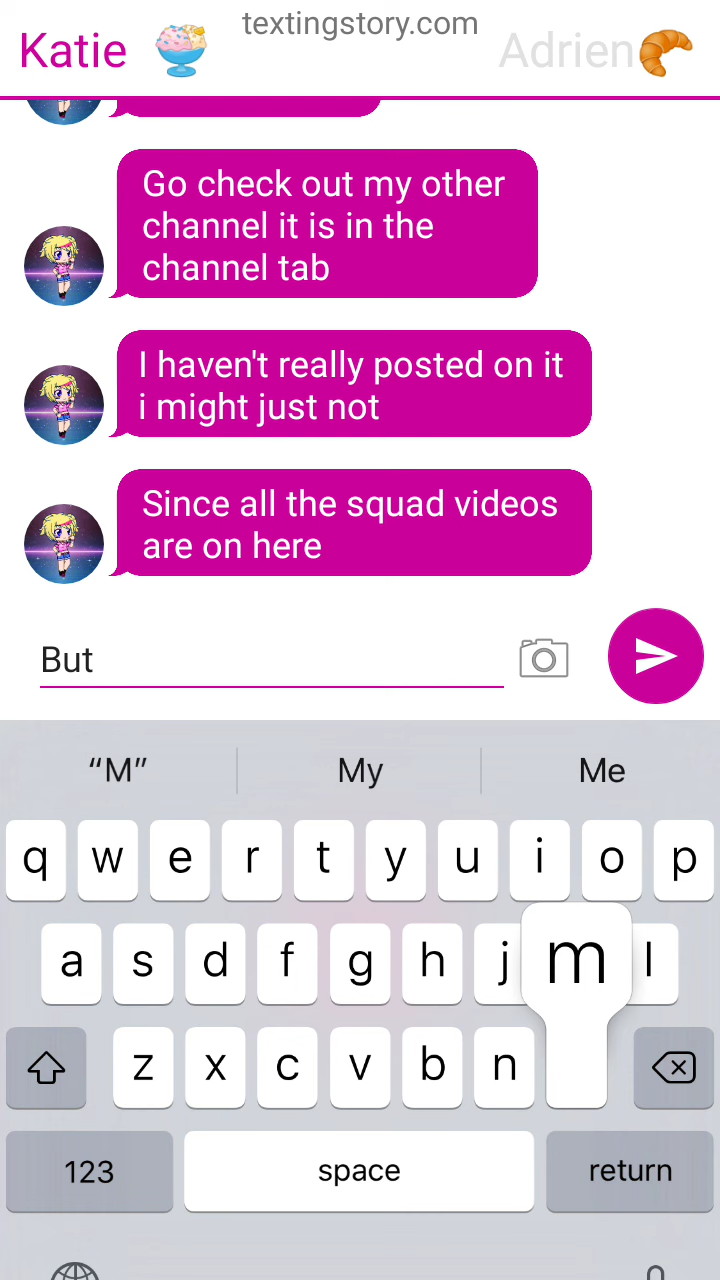 textingstory.com
Katie
Adrien
Go check out my other
channel it is in the
channel tab
I haven't really posted on it
i might just not
Since all the squad videos
are on here
But
“M” My Me
q w e r t y u i o p
a s d f g h j m l
z x c v b n
123 space return